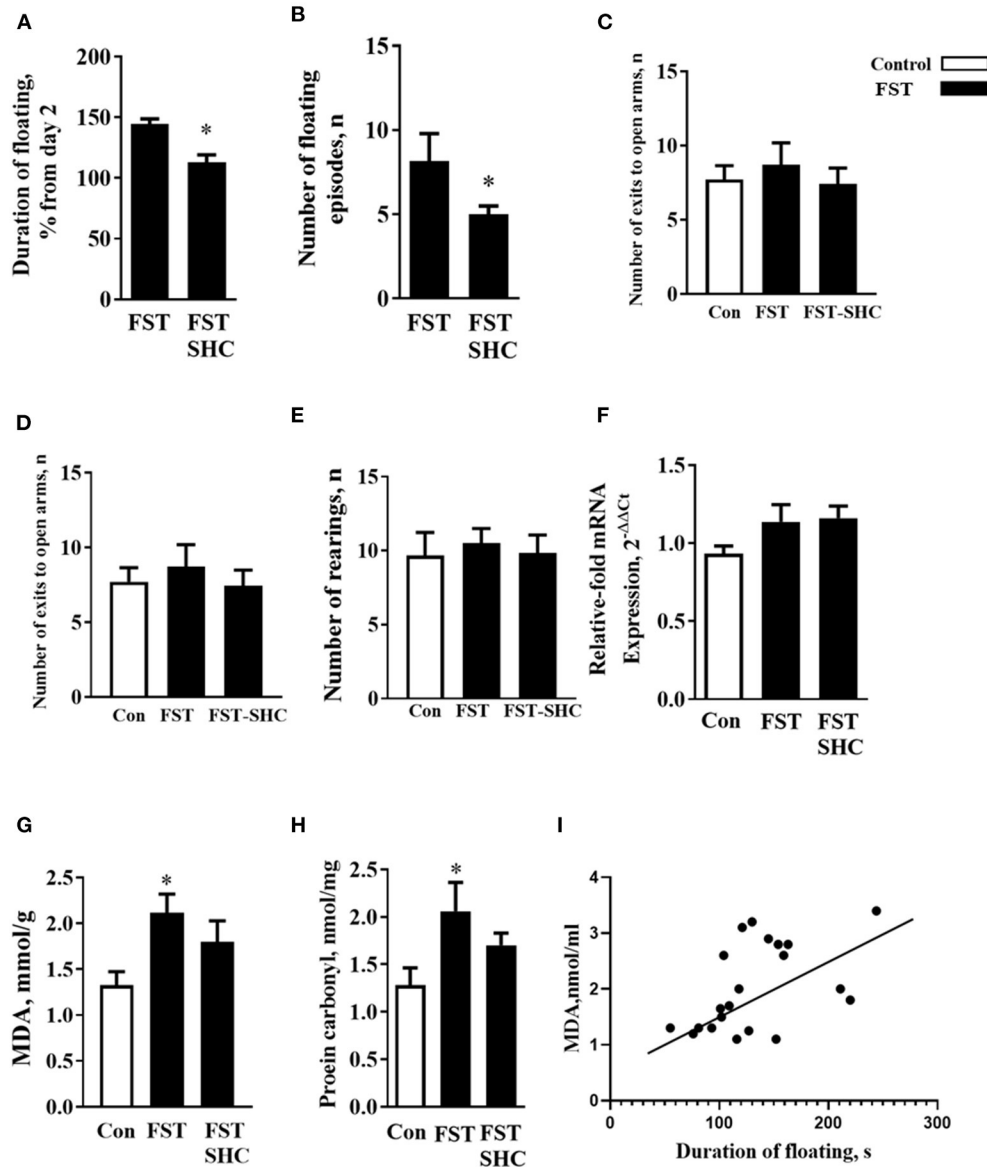 A
Duration of floating,
% from day 2
200
150
100
50
0
*
FST
FST
SHC
B
Number of floating
episodes, n
15
10
5
0
*
FST
FST
SHC
C
Number of exits to open arms, n
15
10
5
0
Con
FST
FST-SHC
Control
FST
D
Number of exits to open arms, n
15
10
5
0
Con
FST
FST-SHC
E
Number of rearings, n
15
10
5
0
Con
FST
FST-SHC
F
Relative-fold mRNA
Expression, 2^-ΔΔCt
1.5
1.0
0.5
0.0
Con
FST
FST
SHC
G
MDA, mmol/g
2.5
2.0
1.5
1.0
0.5
0.0
*
Con
FST
FST
SHC
H
Proein carbonyl, nmol/mg
2.5
2.0
1.5
1.0
0.5
0.0
*
Con
FST
FST
SHC
I
MDA,nmol/ml
4
3
2
1
0
0 100 200 300
Duration of floating, s